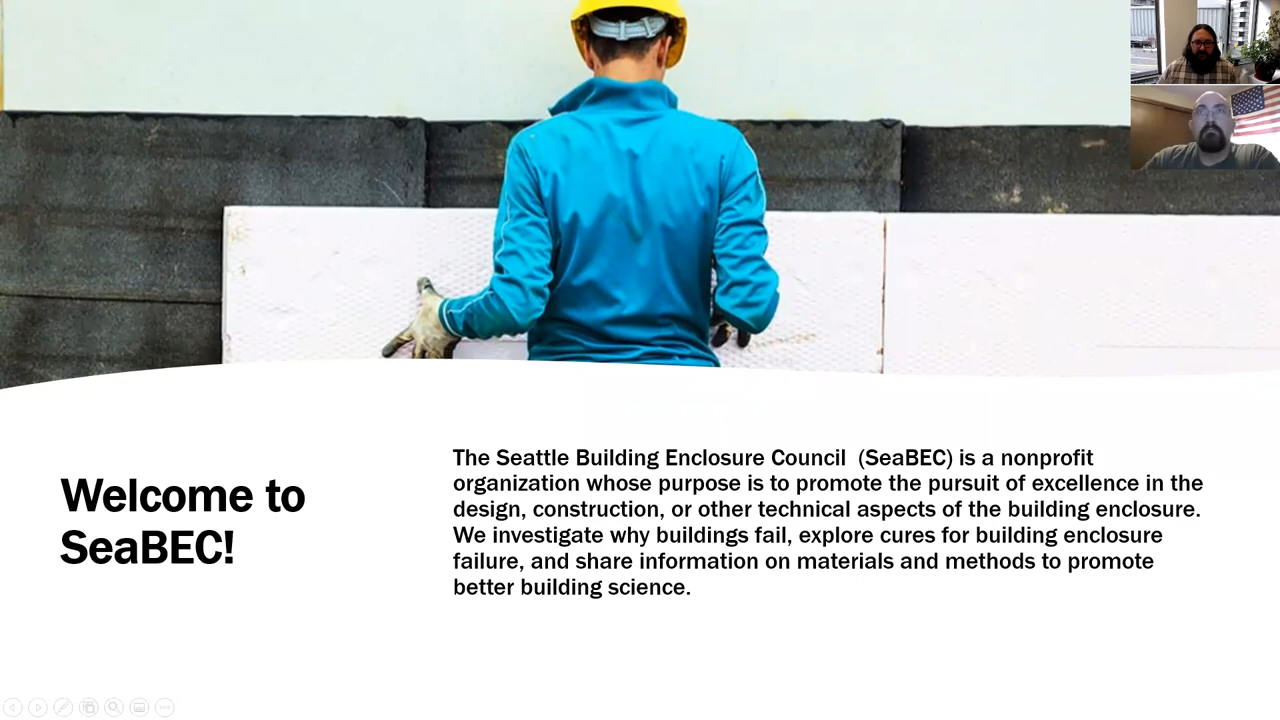 Welcome to
SeaBEC!
The Seattle Building Enclosure Council (SeaBEC) is a nonprofit
organization whose purpose is to promote the pursuit of excellence in the
design, construction, or other technical aspects of the building enclosure.
We investigate why buildings fail, explore cures for building enclosure
failure, and share information on materials and methods to promote
better building science.